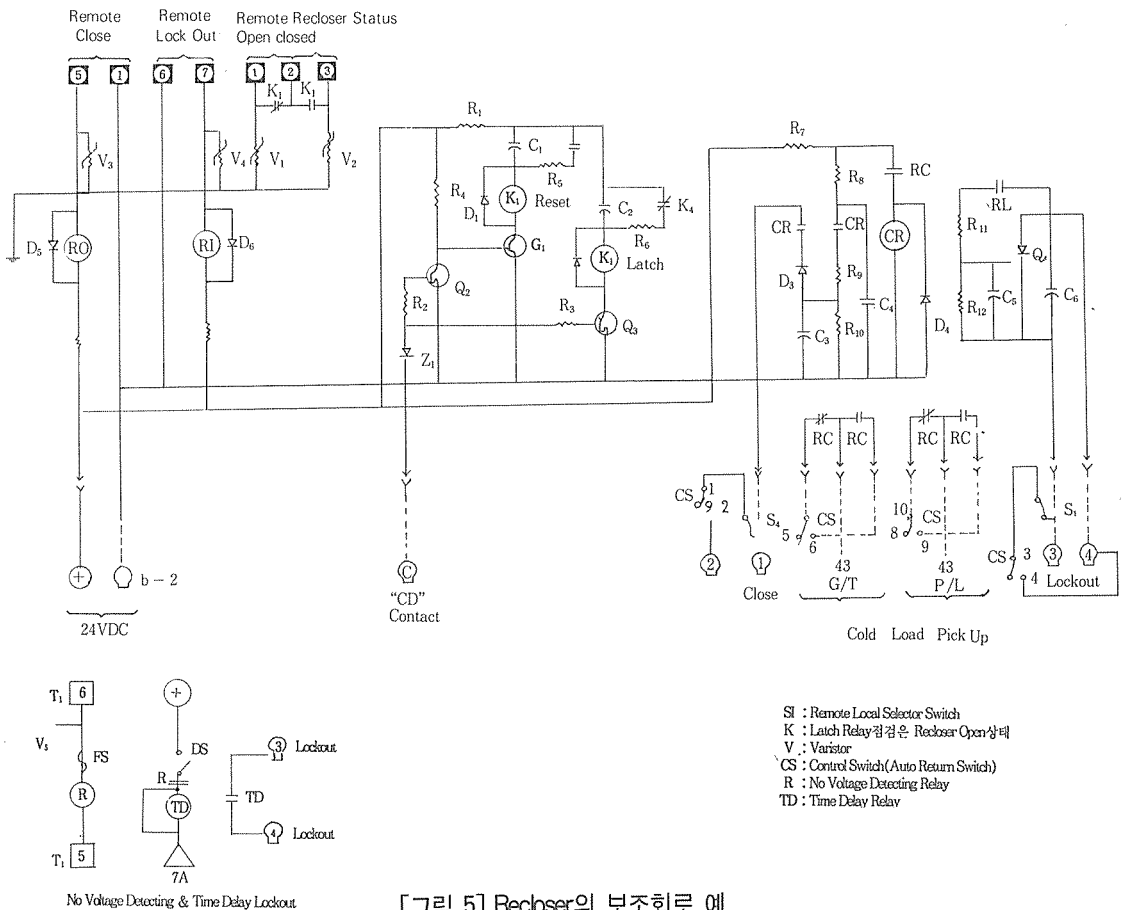 Remote Close
Remote Lock Out
Remote Recloser Status
Open closed
5
1
6
7
1
2
3
K₁
K₁
V₃
V₄
V₁
V₂
D₅
RO
RI
D₆
R₁
C₁
R₅
R₄
D₁
K₁
Reset
G₁
C₂
K₄
R₆
K₁
Latch
Q₂
R₂
R₃
Q₃
Z₁
R₇
R₈
RC
CR
CR
CR
D₃
R₉
C₃
R₁₀
C₄
D₄
RL
R₁₁
R₁₂
C₅
C₆
RC
RC
RC
RC
CS
1
2
S₄
5
CS
6
10
8
CS
9
S₁
CS
3
4
2
1
Close
43
G/T
43
P/L
3
4
Lockout
Cold Load Pick Up
+
b-2
24VDC
C
"CD"
Contact
T₁
6
V₅
FS
R
T₁
5
+
DS
R
TD
7A
3
Lockout
TD
4
Lockout
No Voltage Detecting & Time Delay Lockout
SI : Remote Local Selector Switch
K : Latch Relay점검은 Recloser Open상태
V : Varistor
CS : Control Switch(Auto Return Switch)
R : No Voltage Detecting Relay
TD : Time Delay Relay
[그림 5] Recloser의 보조회로 예